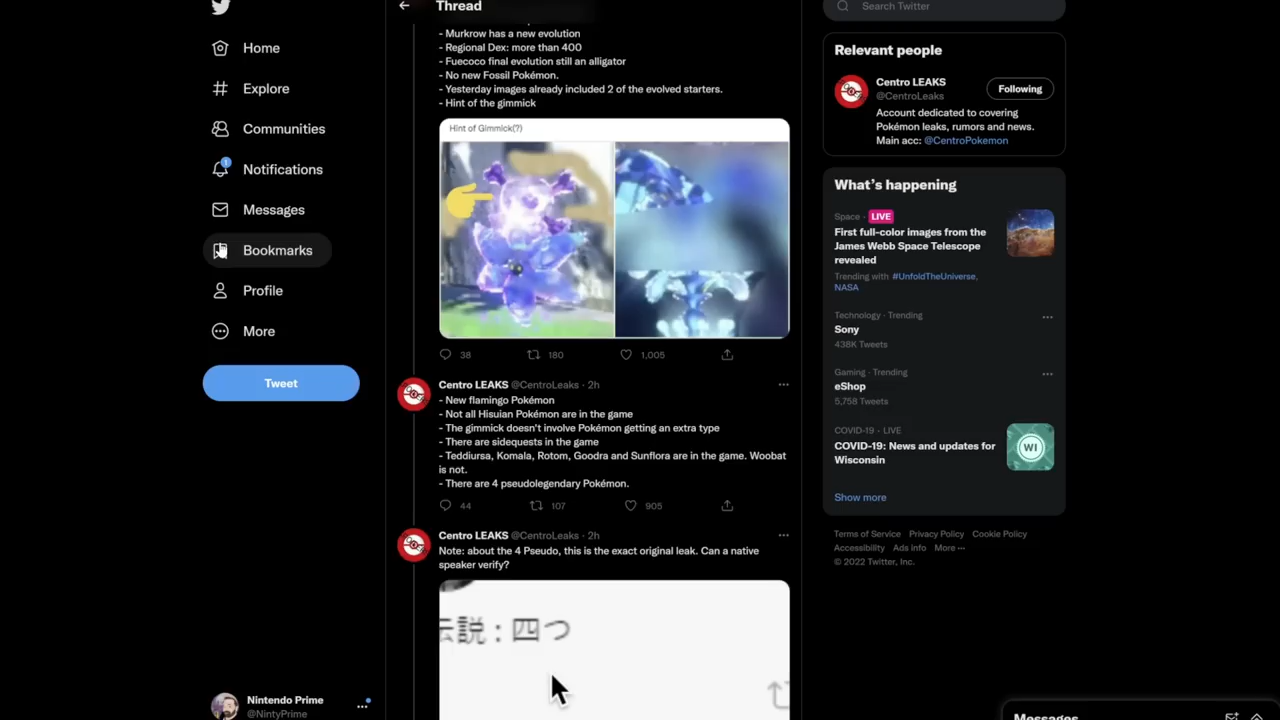 Home
Explore
Communities
Notifications
1
Messages
Bookmarks
Profile
More
Tweet
Nintendo Prime
@NintyPrime
Thread
- Murkrow has a new evolution
- Regional Dex: more than 400
- Fuecoco final evolution still an alligator
- No new Fossil Pokémon.
- Yesterday images already included 2 of the evolved starters.
- Hint of the gimmick
Hint of Gimmick(?)
38
180
1,005
Centro LEAKS @CentroLeaks · 2h
- New flamingo Pokémon
- Not all Hisuian Pokémon are in the game
- The gimmick doesn't involve Pokémon getting an extra type
- There are sidequests in the game
- Teddiursa, Komala, Rotom, Goodra and Sunflora are in the game. Woobat
is not.
- There are 4 pseudolegendary Pokémon.
44
107
905
Centro LEAKS @CentroLeaks · 2h
Note: about the 4 Pseudo, this is the exact original leak. Can a native
speaker verify?
説：四つ
Search Twitter
Relevant people
Centro LEAKS
@CentroLeaks
Following
Account dedicated to covering
Pokémon leaks, rumors and news.
Main acc: @CentroPokemon
What's happening
Space · LIVE
First full-color images from the
James Webb Space Telescope
revealed
Trending with #UnfoldTheUniverse,
NASA
Technology · Trending
Sony
438K Tweets
Gaming · Trending
eShop
5,758 Tweets
COVID-19 · LIVE
COVID-19: News and updates for
Wisconsin
WI
Show more
Terms of Service Privacy Policy Cookie Policy
Accessibility Ads info More ···
© 2022 Twitter, Inc.
Messages